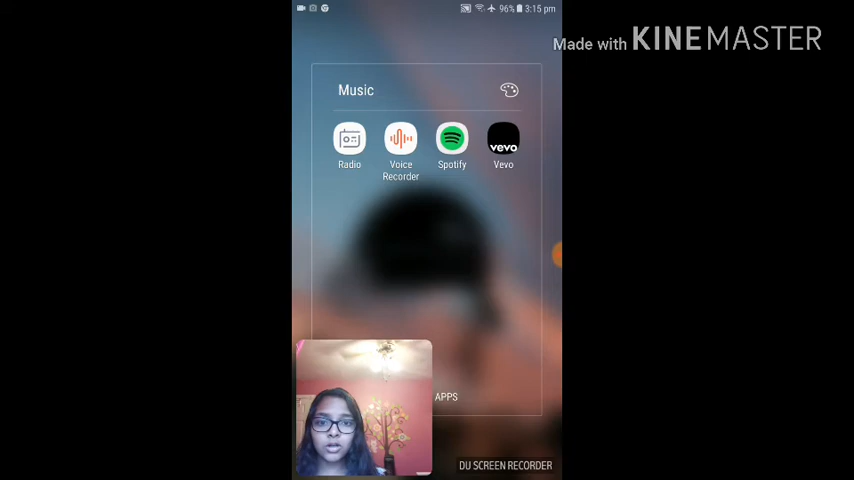 96% 3:15 pm
Made with KINEMASTER
Music
Radio
Voice
Recorder
Spotify
vevo
Vevo
APPS
DU SCREEN RECORDER